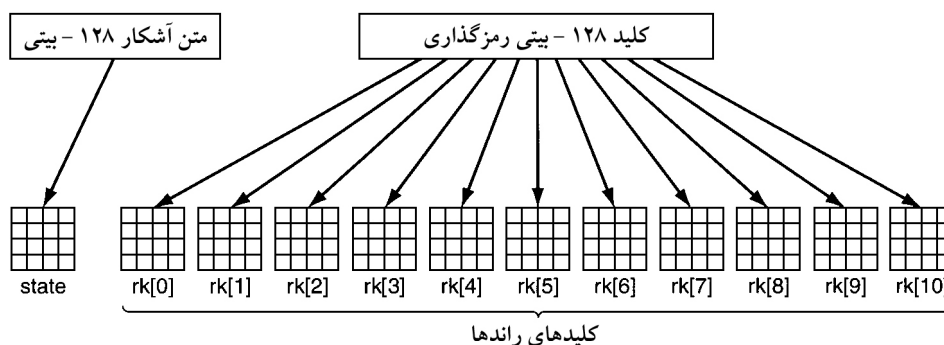 متن آشکار ۱۲۸ - بیتی
کلید ۱۲۸ - بیتی رمزگذاری
state rk[0] rk[1] rk[2] rk[3] rk[4] rk[5] rk[6] rk[7] rk[8] rk[9] rk[10]
کلیدهای راندها